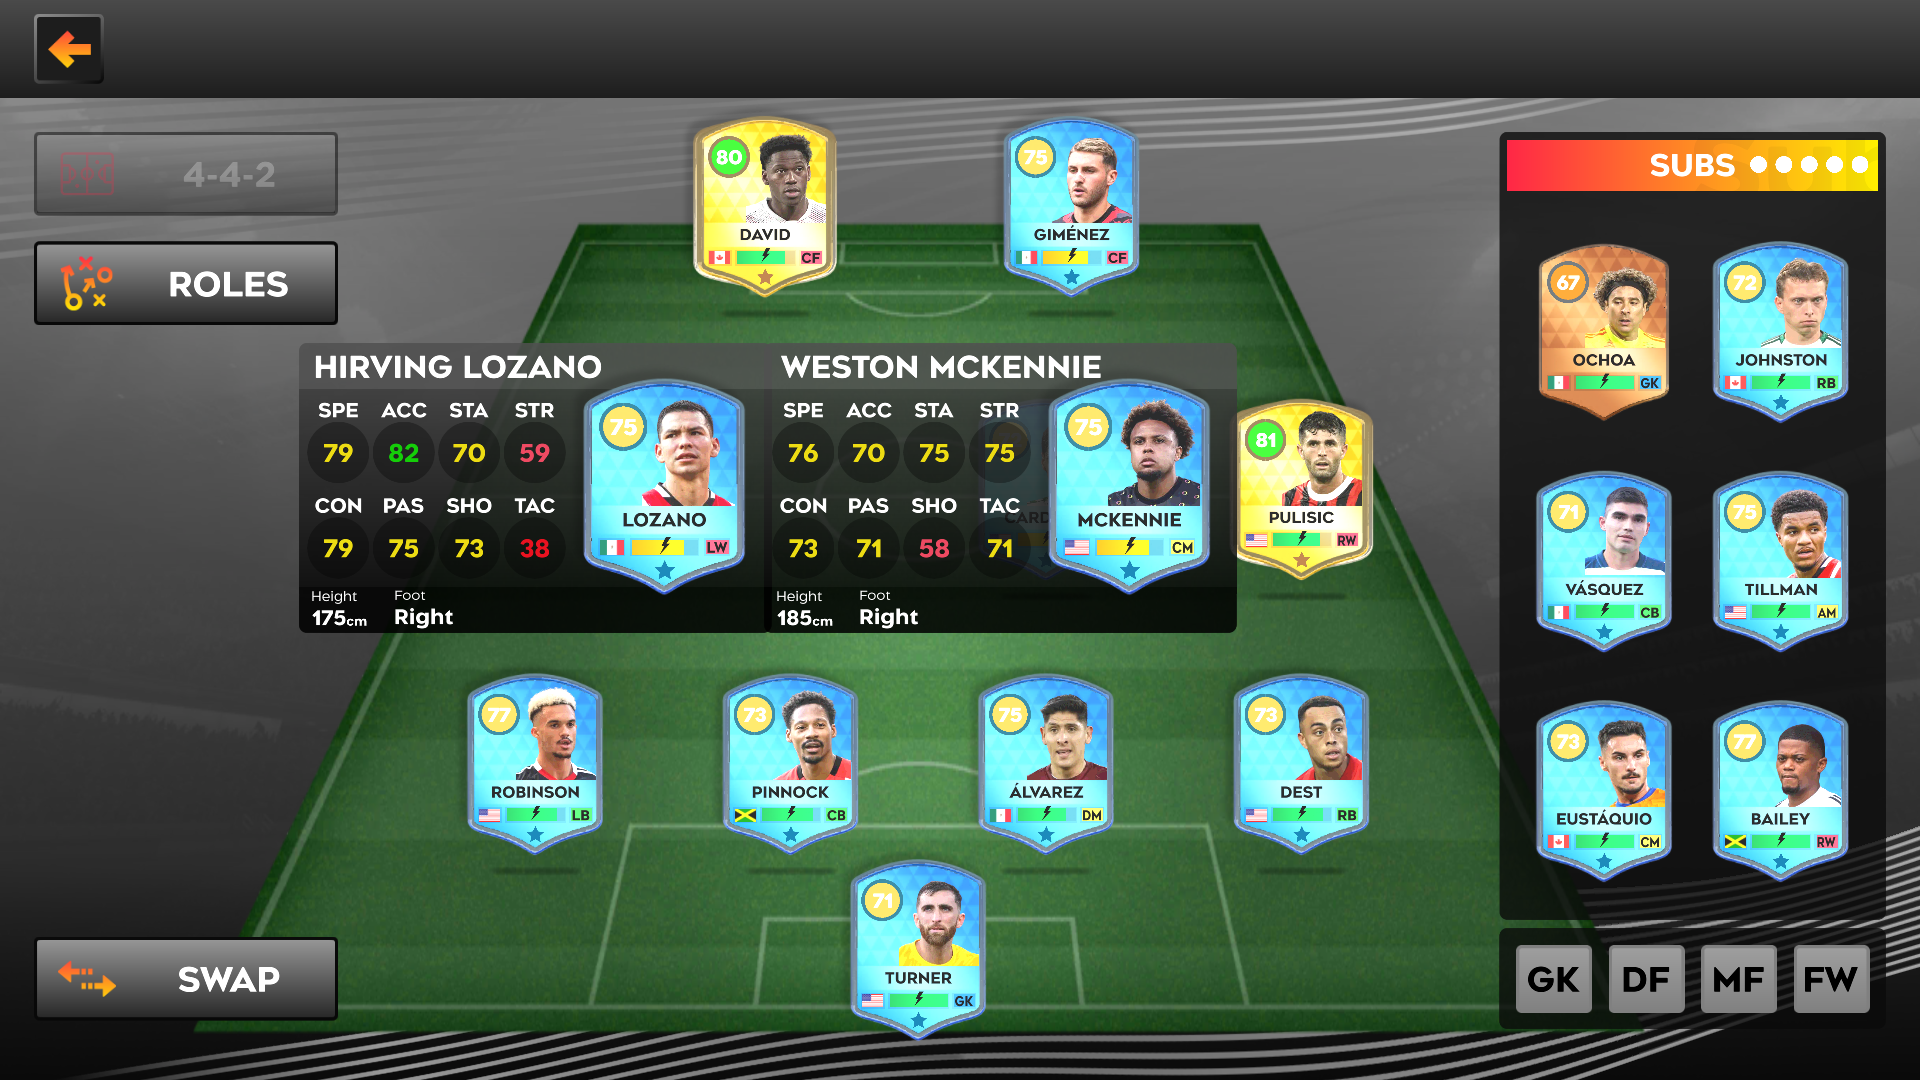 4-4-2
ROLES
80
DAVID
CF
75
GIMÉNEZ
CF
SUBS
67
OCHOA
GK
72
JOHNSTON
RB
HIRVING LOZANO
SPE ACC STA STR
79 82 70 59
CON PAS SHO TAC
79 75 73 38
Height Foot
175cm Right
75
LOZANO
LW
WESTON MCKENNIE
SPE ACC STA STR
76 70 75 75
CON PAS SHO TAC
73 71 58 71
Height Foot
185cm Right
75
MCKENNIE
CM
81
PULISIC
RW
71
VÁSQUEZ
CB
75
TILLMAN
AM
77
ROBINSON
LB
73
PINNOCK
CB
75
ÁLVAREZ
DM
73
DEST
RB
73
EUSTÁQUIO
CM
77
BAILEY
RW
71
TURNER
GK
SWAP
GK DF MF FW